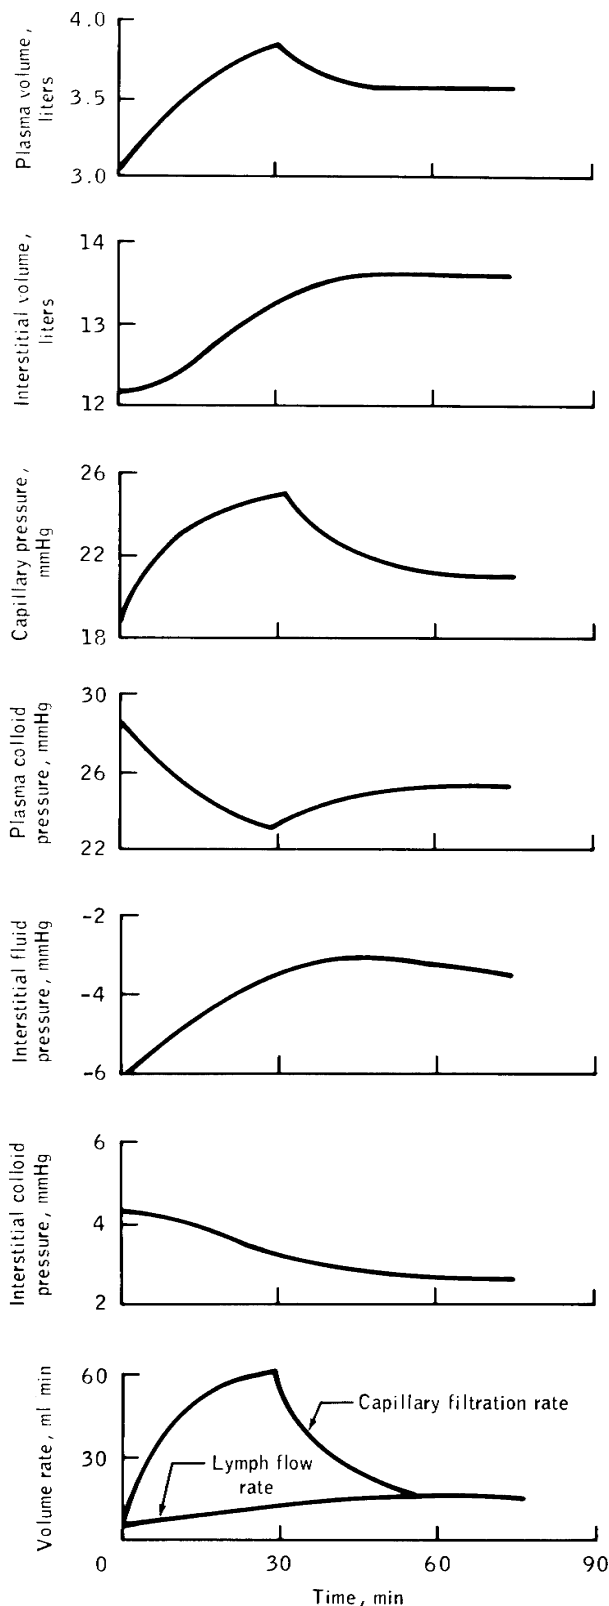 Plasma volume,
liters
4.0
3.5
3.0
Interstitial volume,
liters
14
13
12
Capillary pressure,
mmHg
26
22
18
Plasma colloid
pressure, mmHg
30
26
22
Interstitial fluid
pressure, mmHg
-2
-4
-6
Interstitial colloid
pressure, mmHg
6
4
2
Volume rate, ml min
60
30
Capillary filtration rate
Lymph flow
rate
0
30
60
90
Time, min